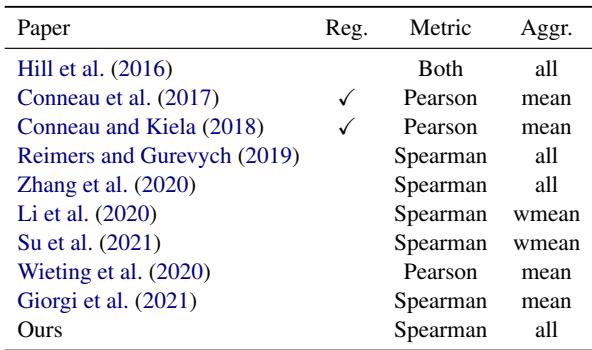 Paper Reg. Metric Aggr.
Hill et al. (2016) Both all
Conneau et al. (2017) ✓ Pearson mean
Conneau and Kiela (2018) ✓ Pearson mean
Reimers and Gurevych (2019) Spearman all
Zhang et al. (2020) Spearman all
Li et al. (2020) Spearman wmean
Su et al. (2021) Spearman wmean
Wieting et al. (2020) Pearson mean
Giorgi et al. (2021) Spearman mean
Ours Spearman all